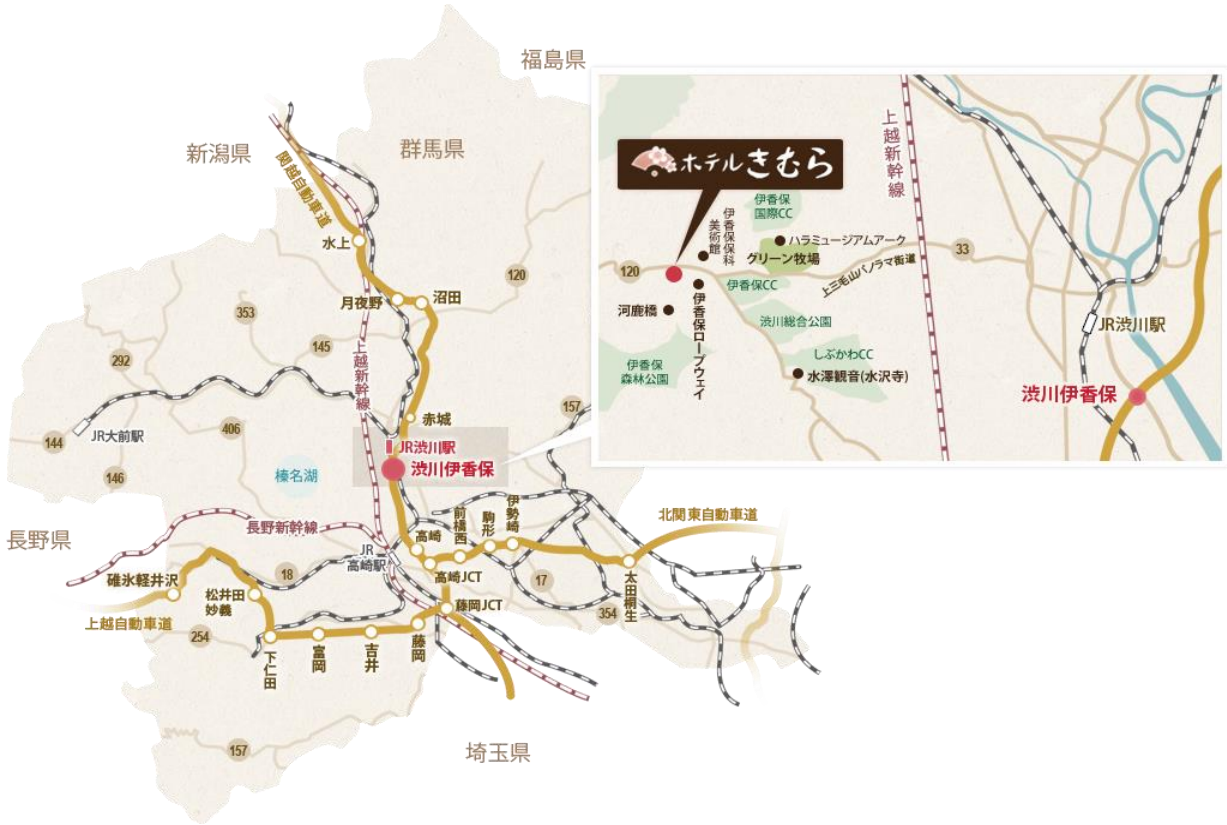 福島県
新潟県
群馬県
関越自動車道
水上
月夜野
沼田
120
353
145
292
上越新幹線
赤城
157
JR大前駅
144
406
146
JR渋川駅
渋川伊香保
榛名湖
長野県
長野新幹線
JR
高崎駅
高崎
前橋西
駒形
伊勢崎
北関東自動車道
高崎JCT
17
太田桐生
354
碓氷軽井沢
18
松井田
妙義
上越自動車道
254
藤岡JCT
下仁田
富岡
吉井
藤岡
157
埼玉県
ホテルきむら
上越新幹線
伊香保
国際CC
伊香保保科
美術館
ハラミュージアムアーク
グリーン牧場
33
120
上三毛山パノラマ街道
伊香保CC
河鹿橋
伊香保ロープウェイ
渋川総合公園
JR渋川駅
しぶかわCC
伊香保
森林公園
水澤観音(水沢寺)
渋川伊香保